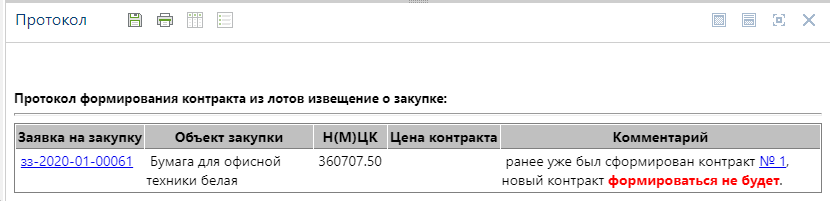 Протокол
Протокол формирования контракта из лотов извещение о закупке:
Заявка на закупку Объект закупки Н(М)ЦК Цена контракта Комментарий
зз-2020-01-00061 Бумага для офисной 360707.50 ранее уже был сформирован контракт № 1,
техники белая новый контракт формироваться не будет.